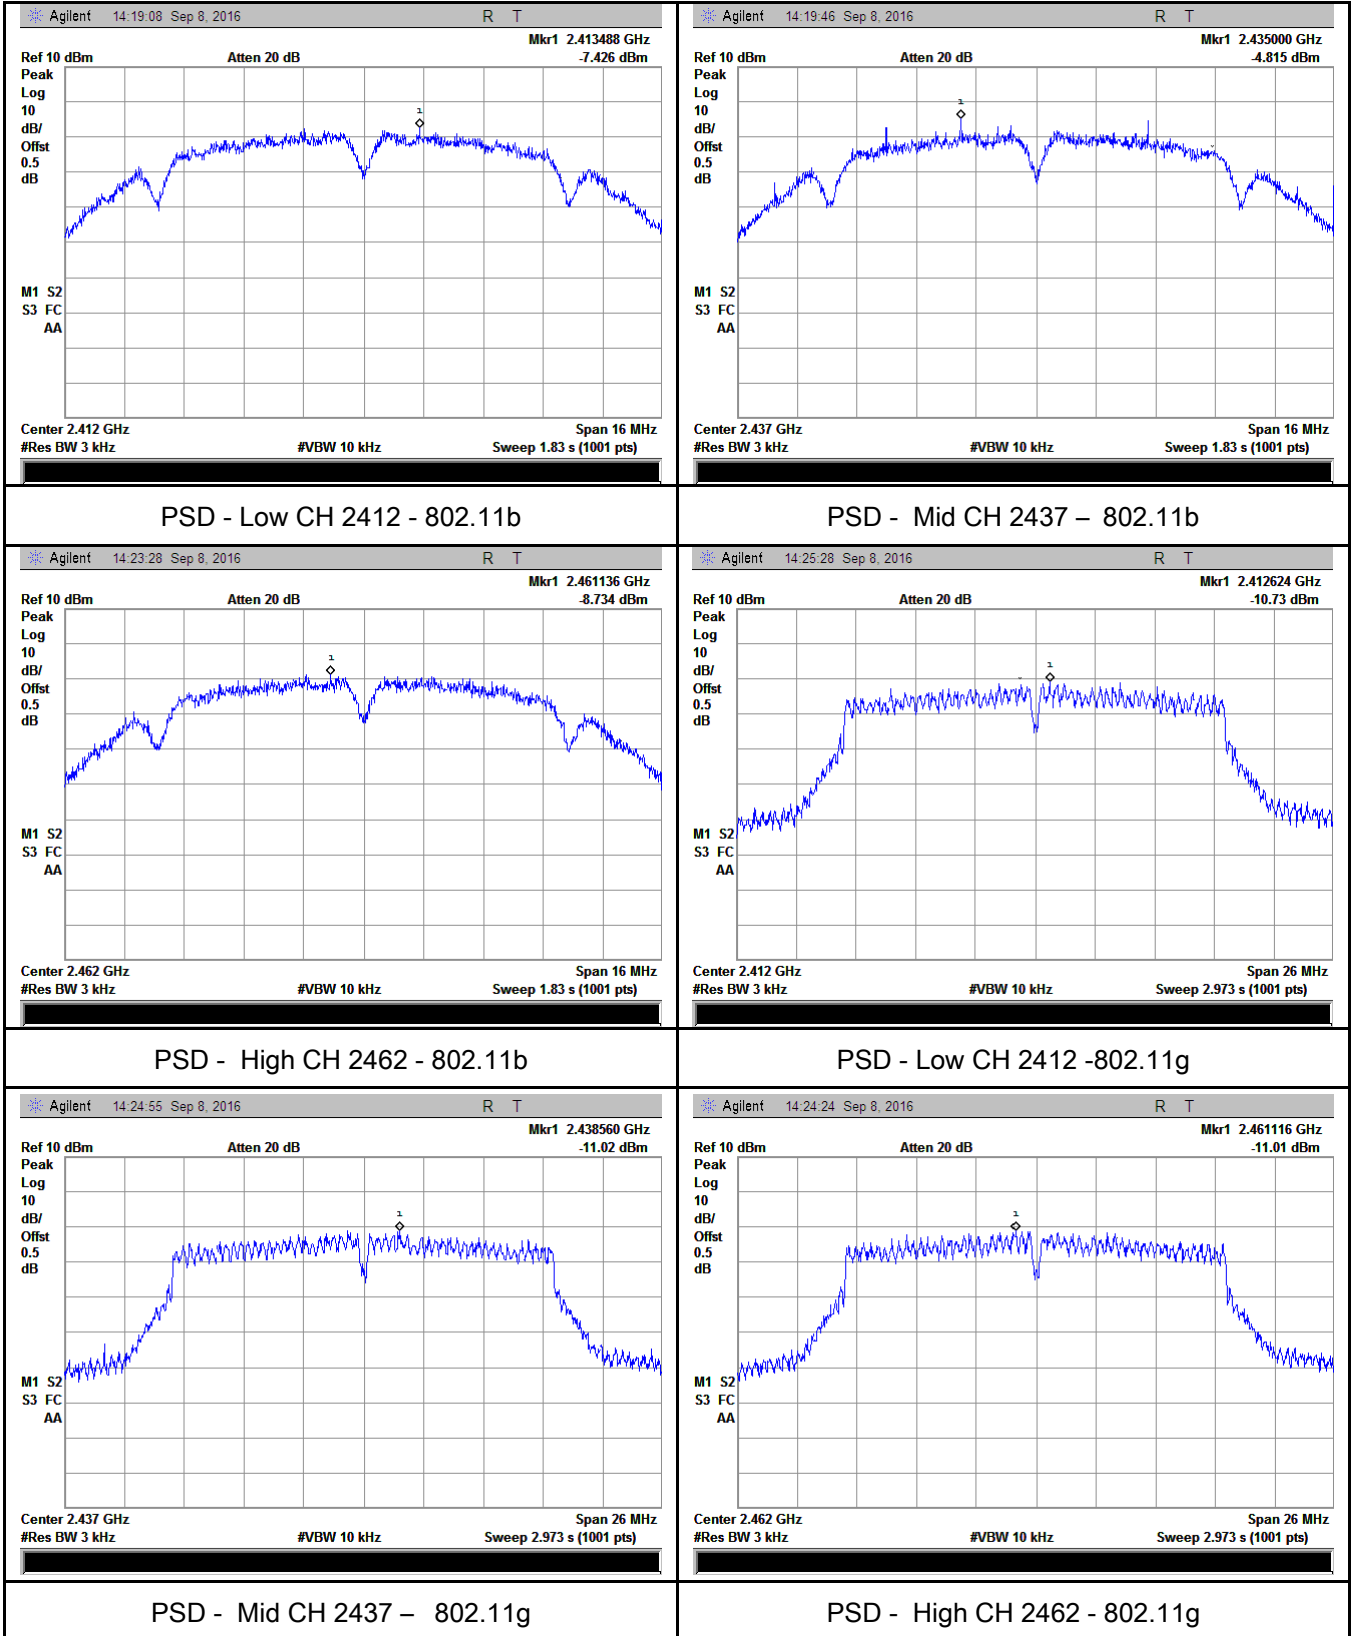 Agilent 14:19:08 Sep 8, 2016 R T
Mkr1 2.413488 GHz
Ref 10 dBm Atten 20 dB -7.426 dBm
Peak
Log
10
dB/
Offst
0.5
dB
1
M1 S2
S3 FC
AA
Center 2.412 GHz Span 16 MHz
#Res BW 3 kHz #VBW 10 kHz Sweep 1.83 s (1001 pts)
PSD - Low CH 2412 - 802.11b
Agilent 14:19:46 Sep 8, 2016 R T
Mkr1 2.435000 GHz
Ref 10 dBm Atten 20 dB -4.815 dBm
Peak
Log
10
dB/
Offst
0.5
dB
1
M1 S2
S3 FC
AA
Center 2.437 GHz Span 16 MHz
#Res BW 3 kHz #VBW 10 kHz Sweep 1.83 s (1001 pts)
PSD - Mid CH 2437 – 802.11b
Agilent 14:23:28 Sep 8, 2016 R T
Mkr1 2.461136 GHz
Ref 10 dBm Atten 20 dB -8.734 dBm
Peak
Log
10
dB/
Offst
0.5
dB
1
M1 S2
S3 FC
AA
Center 2.462 GHz Span 16 MHz
#Res BW 3 kHz #VBW 10 kHz Sweep 1.83 s (1001 pts)
PSD - High CH 2462 - 802.11b
Agilent 14:25:28 Sep 8, 2016 R T
Mkr1 2.412624 GHz
Ref 10 dBm Atten 20 dB -10.73 dBm
Peak
Log
10
dB/
Offst
0.5
dB
1
M1 S2
S3 FC
AA
Center 2.412 GHz Span 26 MHz
#Res BW 3 kHz #VBW 10 kHz Sweep 2.973 s (1001 pts)
PSD - Low CH 2412 -802.11g
Agilent 14:24:55 Sep 8, 2016 R T
Mkr1 2.438560 GHz
Ref 10 dBm Atten 20 dB -11.02 dBm
Peak
Log
10
dB/
Offst
0.5
dB
1
M1 S2
S3 FC
AA
Center 2.437 GHz Span 26 MHz
#Res BW 3 kHz #VBW 10 kHz Sweep 2.973 s (1001 pts)
PSD - Mid CH 2437 – 802.11g
Agilent 14:24:24 Sep 8, 2016 R T
Mkr1 2.461116 GHz
Ref 10 dBm Atten 20 dB -11.01 dBm
Peak
Log
10
dB/
Offst
0.5
dB
1
M1 S2
S3 FC
AA
Center 2.462 GHz Span 26 MHz
#Res BW 3 kHz #VBW 10 kHz Sweep 2.973 s (1001 pts)
PSD - High CH 2462 - 802.11g